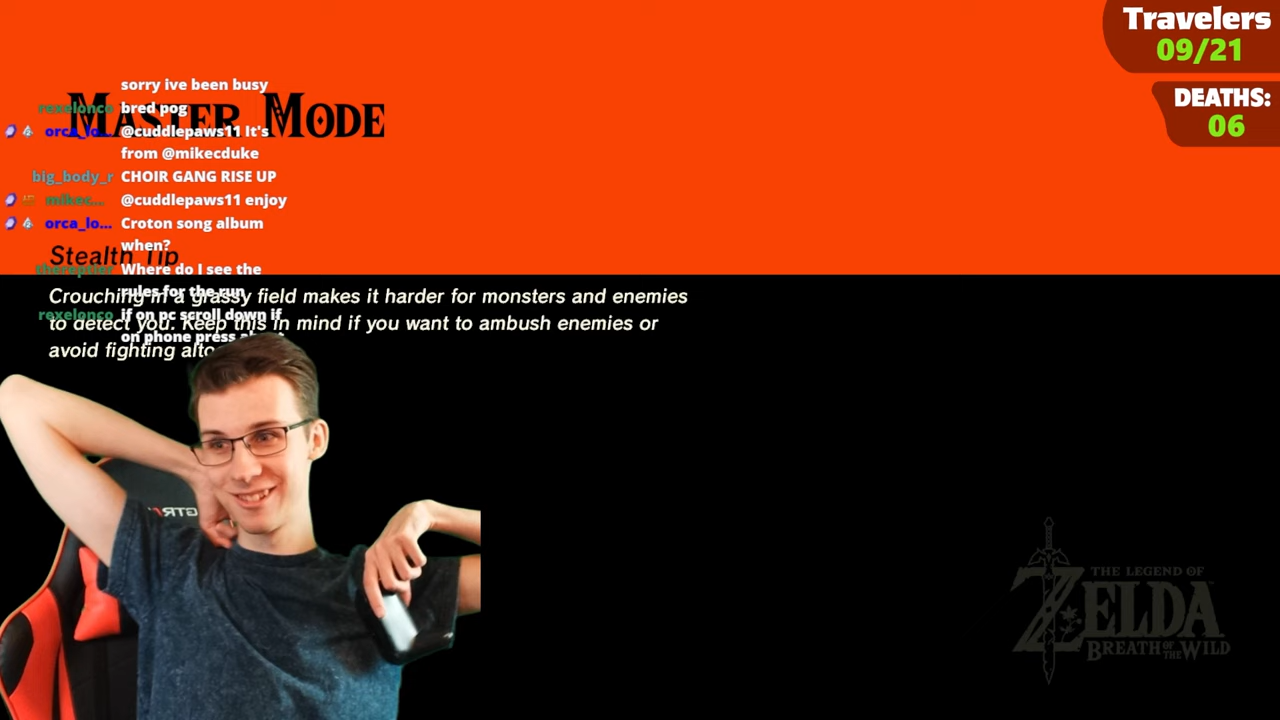 Travelers
09/21
DEATHS:
06
MASTER MODE
sorry ive been busy
rexelonco bred pog
orca_lo... @cuddlepaws11 It's
from @mikecduke
big_body_r CHOIR GANG RISE UP
mikec... @cuddlepaws11 enjoy
orca_lo... Croton song album
when?
Stealth Tip
Where do I see the
rules for the run
rexelonco if on pc scroll down if
on phone press
Crouching in a grassy field makes it harder for monsters and enemies
to detect you. Keep this in mind if you want to ambush enemies or
avoid fighting
GTR
THE LEGEND OF
ZELDA
BREATH OF THE WILD